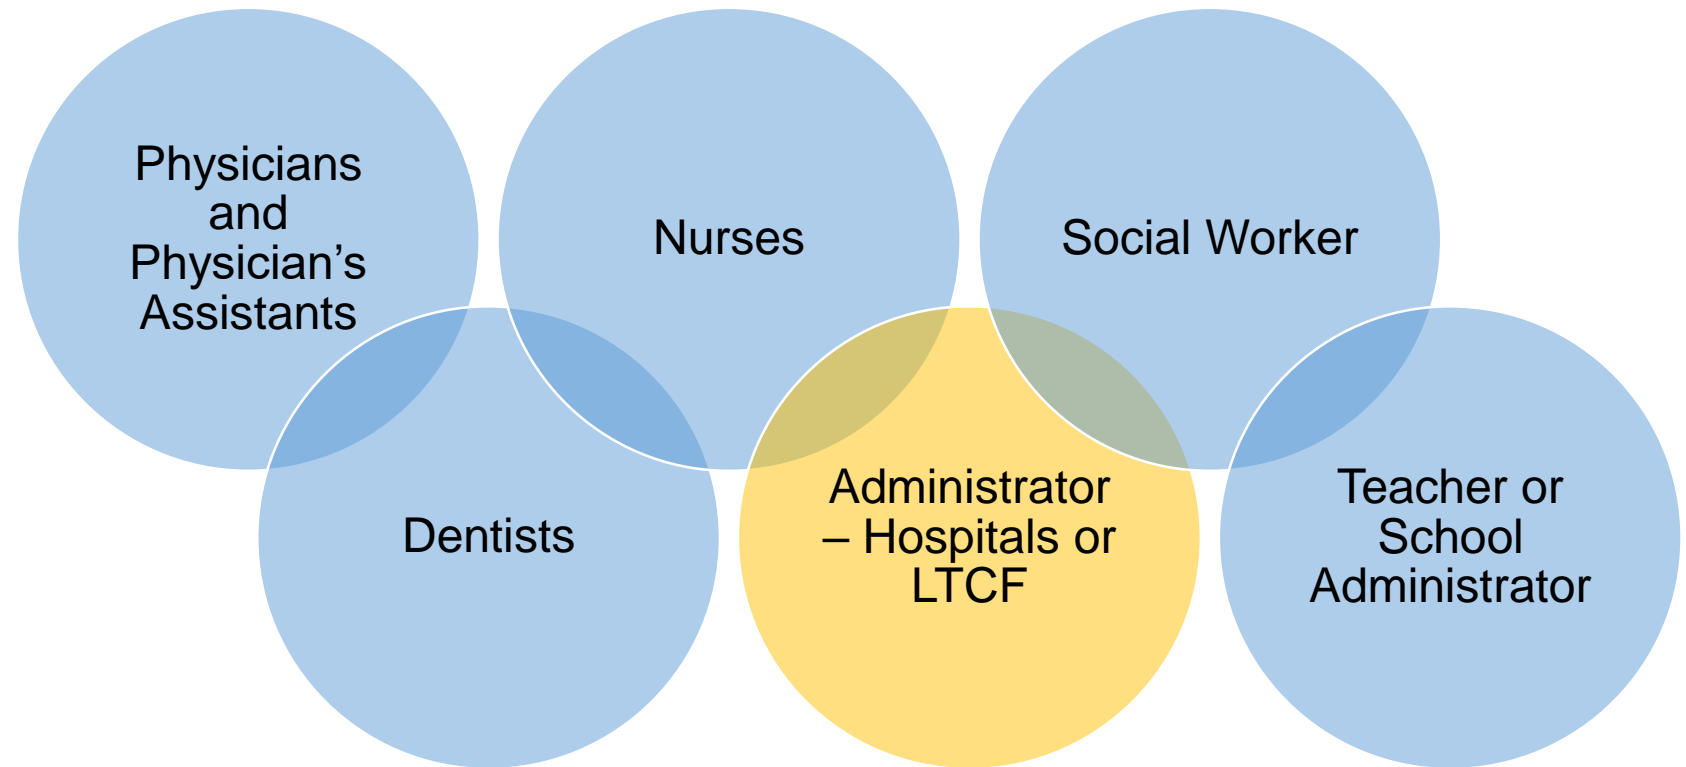 Physicians
and
Physician’s
Assistants
Nurses
Social Worker
Dentists
Administrator
– Hospitals or
LTCF
Teacher or
School
Administrator